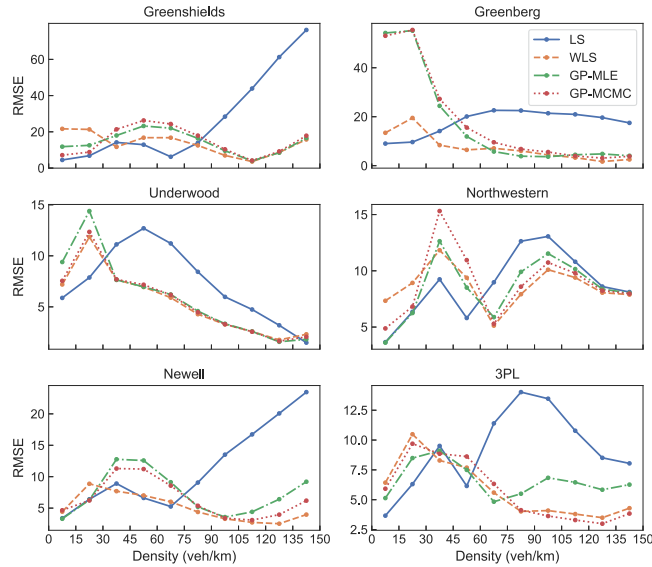 Greenshields
Greenberg
RMSE
60
40
20
0
40
20
0
LS
WLS
GP-MLE
GP-MCMC
Underwood
Northwestern
RMSE
15
10
5
15
10
5
Newell
3PL
RMSE
20
15
10
5
12.5
10.0
7.5
5.0
2.5
0 15 30 45 60 75 90 105 120 135 150
0 15 30 45 60 75 90 105 120 135 150
Density (veh/km)
Density (veh/km)